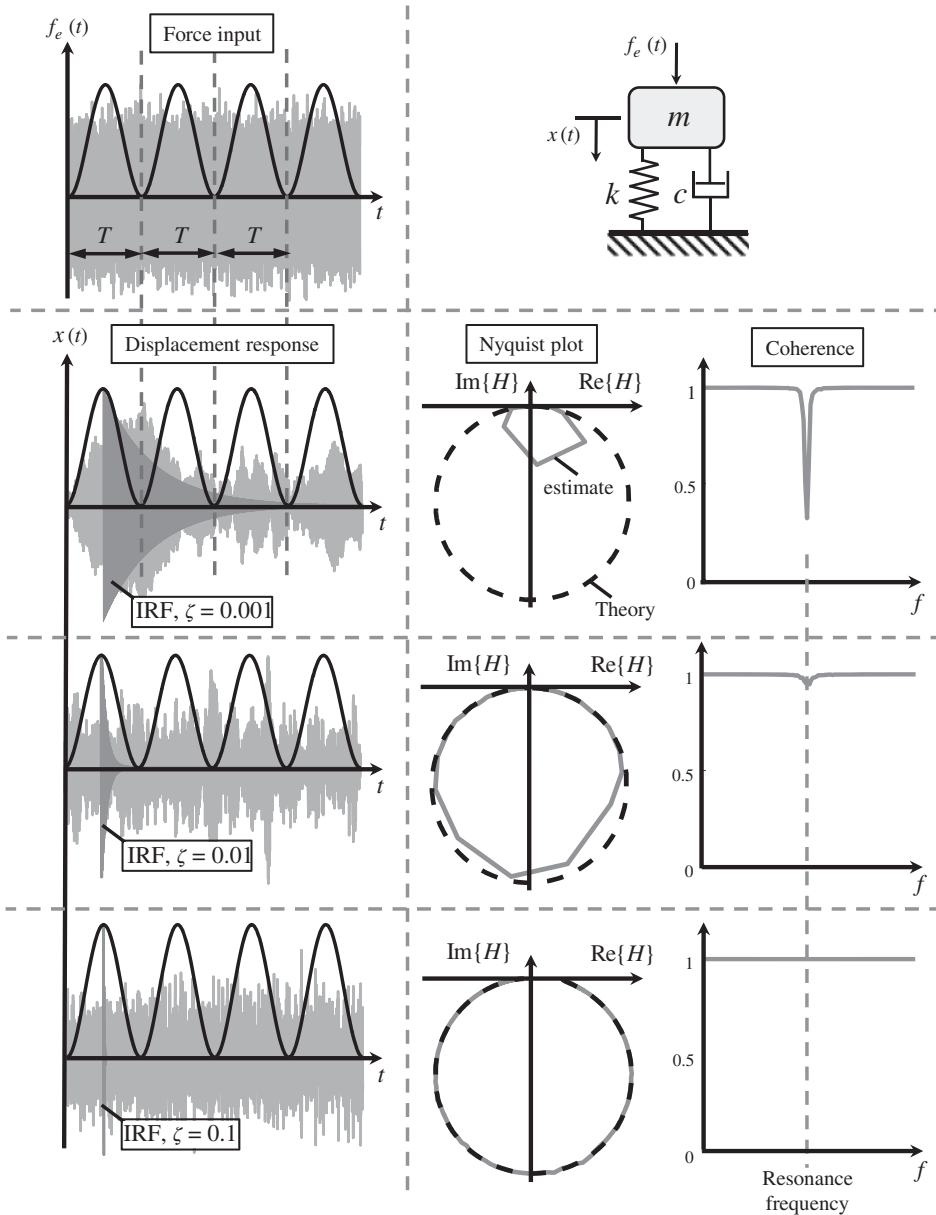 f_e (t)
Force input
t
T
T
T
f_e (t)
m
x(t)
k
c
x(t)
Displacement response
t
IRF, ζ = 0.001
Nyquist plot
Im{H}
Re{H}
estimate
Theory
Coherence
1
0.5
0
f
t
IRF, ζ = 0.01
Im{H}
Re{H}
1
0.5
0
f
t
IRF, ζ = 0.1
Im{H}
Re{H}
1
0.5
0
f
Resonance
frequency